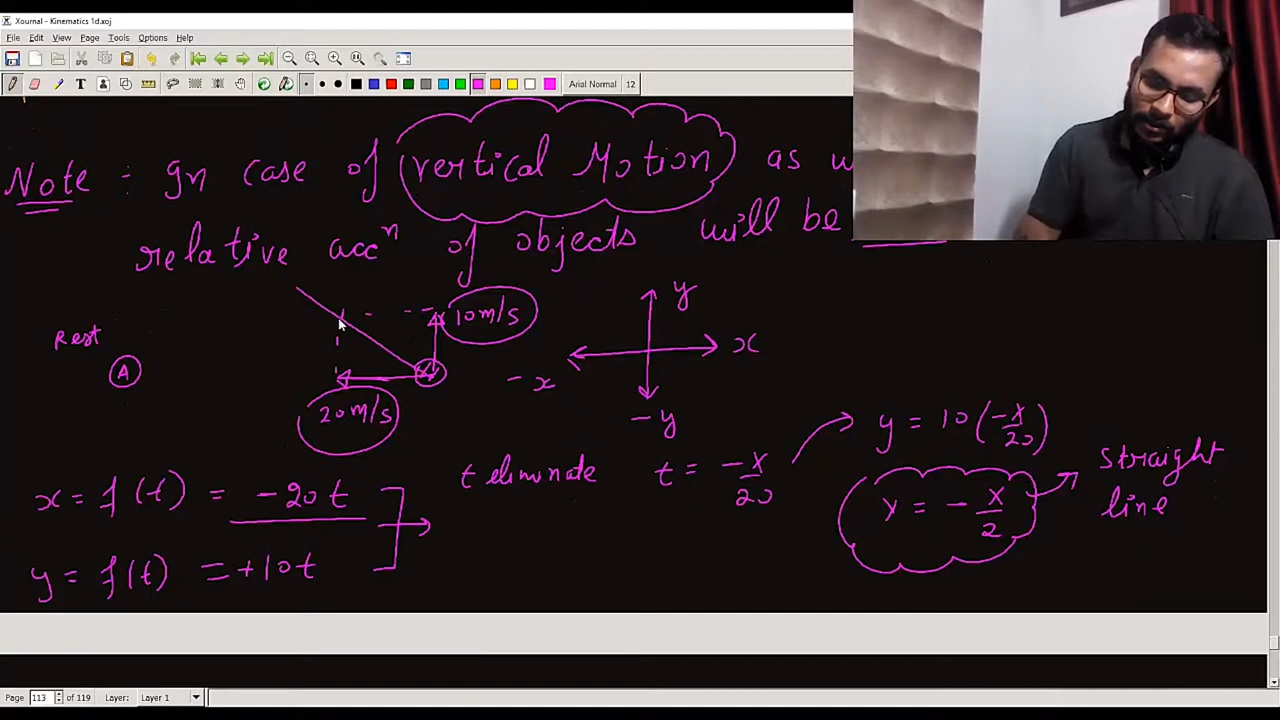 Xournal - Kinematics 1d.xoj
File Edit View Page Tools Options Help
T Arial Normal 12
Note : In case of vertical Motion as w
relative accⁿ of objects will be
Rest
A
10m/s
20m/s
y
x
-x
-y
x = f(t) = -20t
y = f(t) = +10t
t eliminate t = -x/20
y = 10(-x/20)
y = -x/2
straight
line
Page 113 of 119 Layer: Layer 1